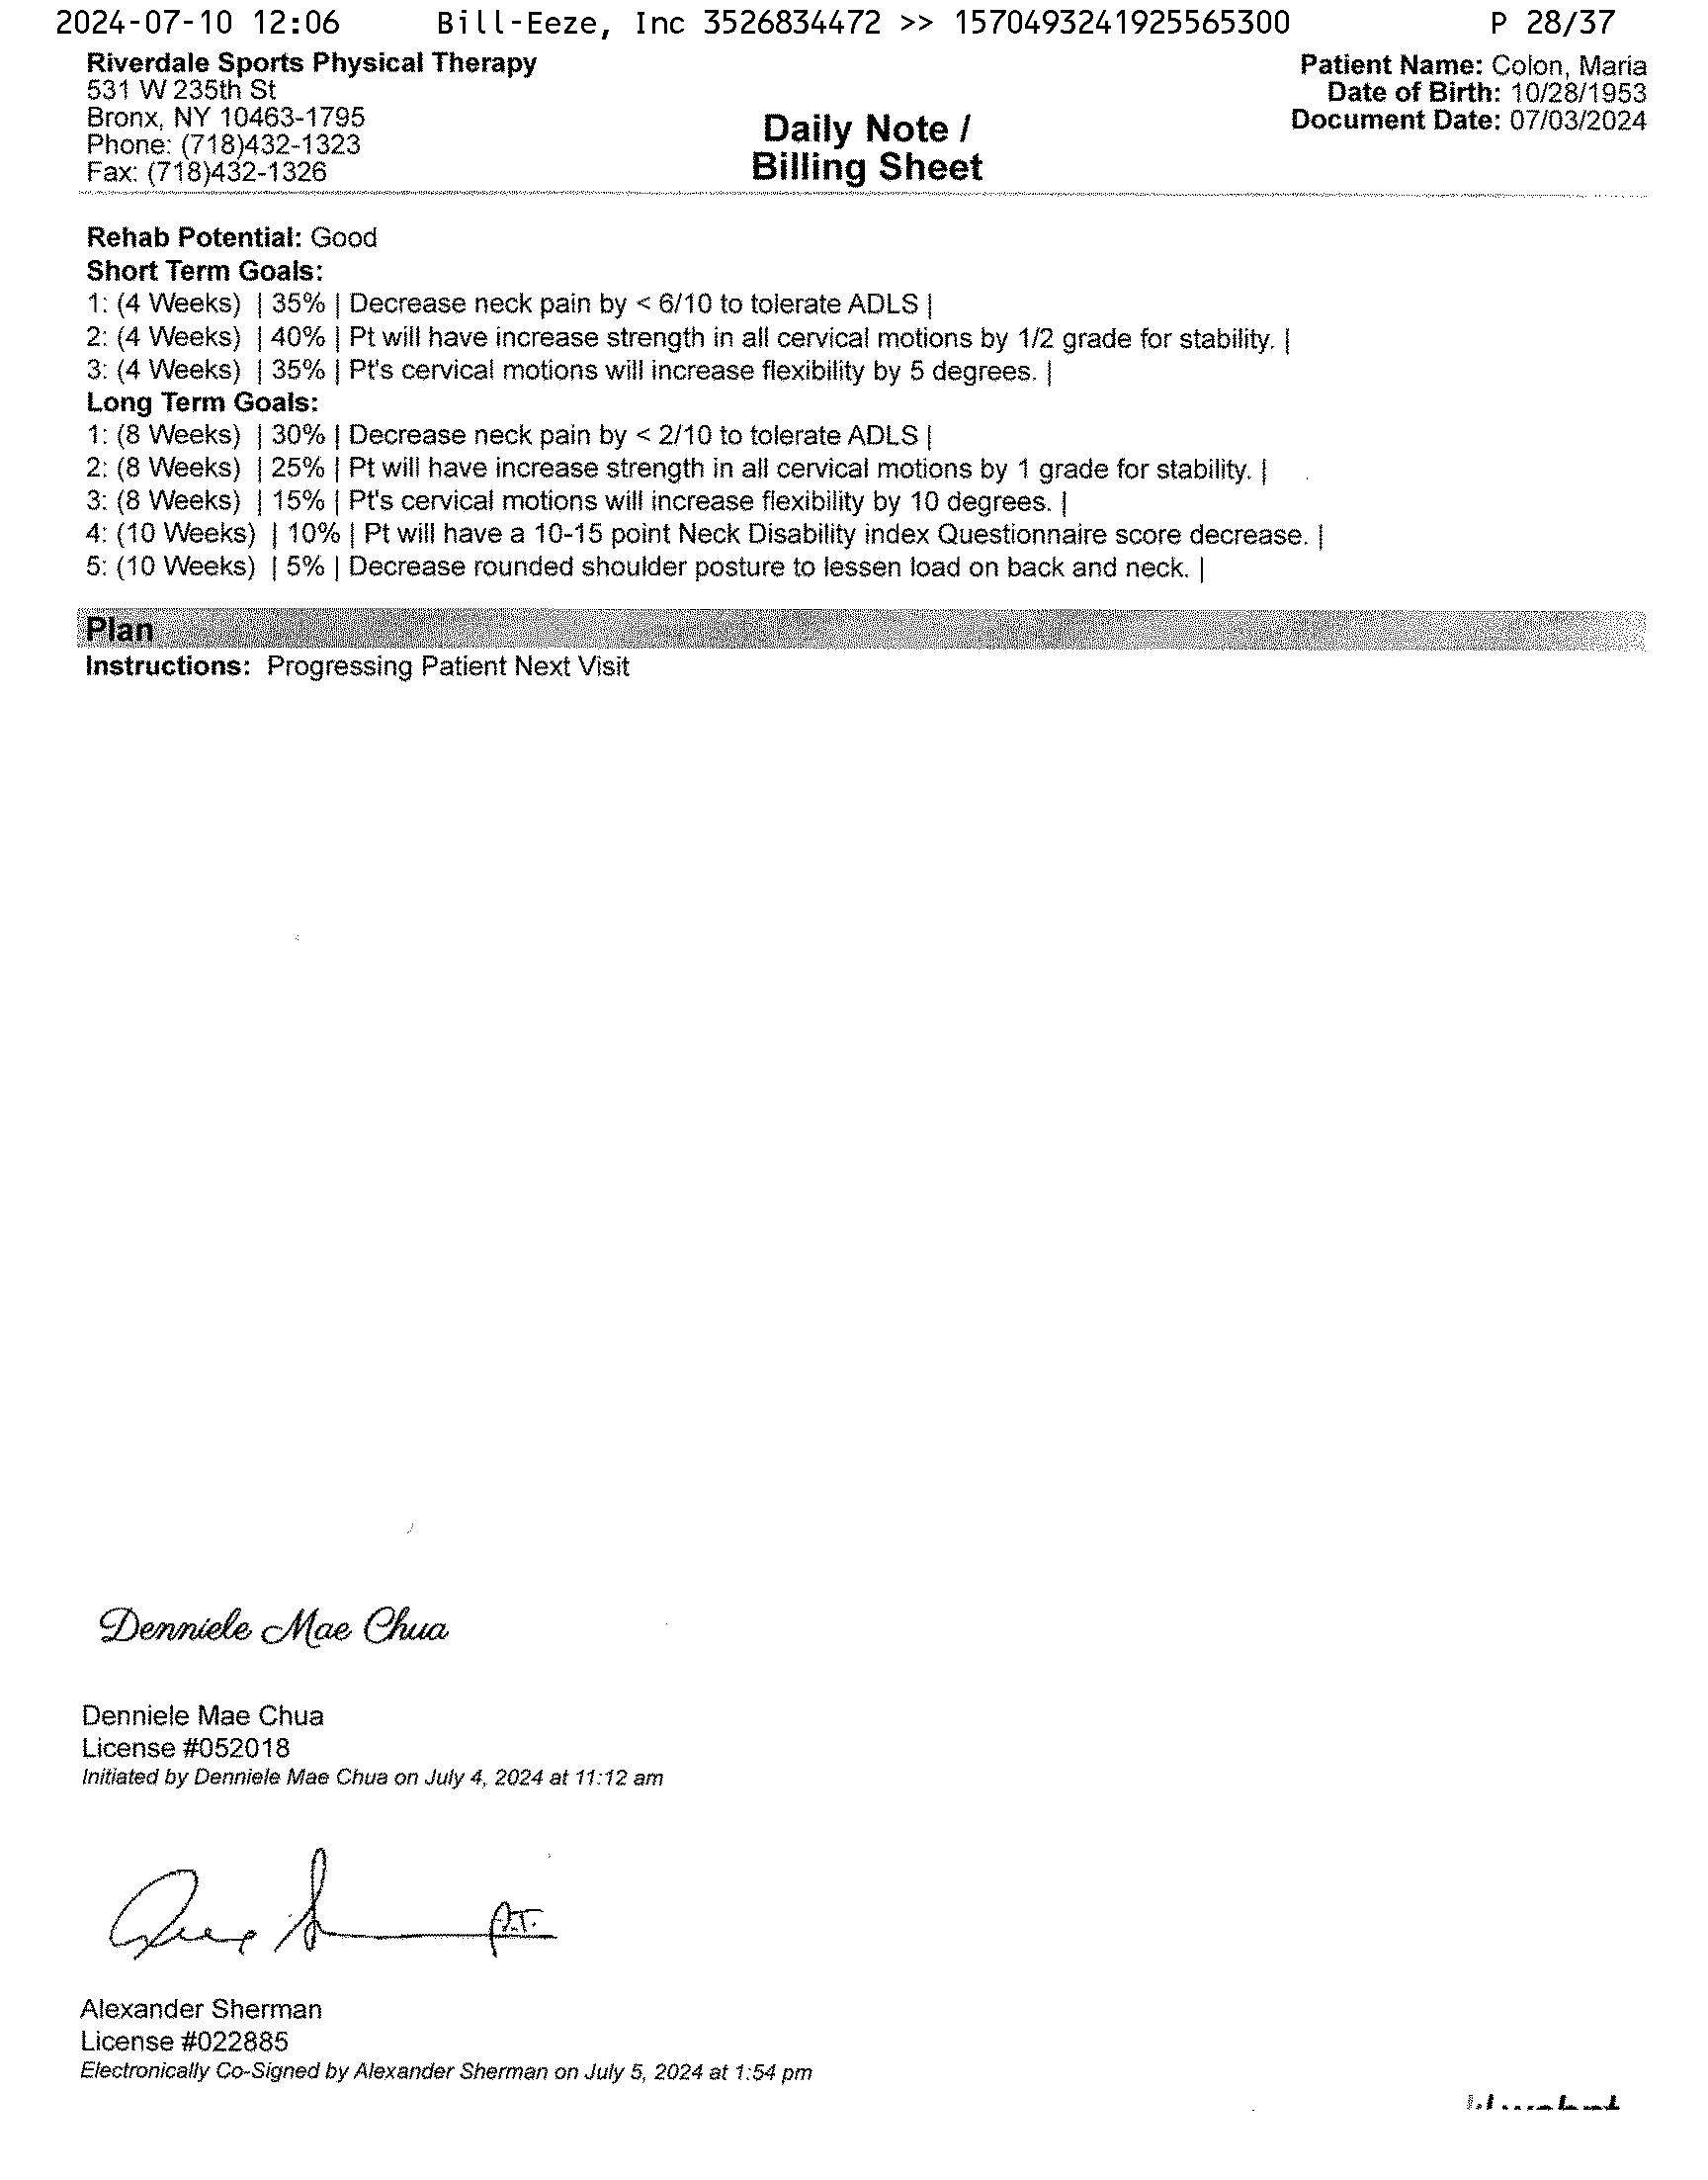 2024-07-10 12:06 Bill-Eeze, Inc 3526834472 >> 1570493241925565300 P 28/37
Riverdale Sports Physical Therapy
531 W 235th St
Bronx, NY 10463-1795
Phone: (718)432-1323
Fax: (718)432-1326
Daily Note /
Billing Sheet
Patient Name: Colon, Maria
Date of Birth: 10/28/1953
Document Date: 07/03/2024
Rehab Potential: Good
Short Term Goals:
1: (4 Weeks) | 35% | Decrease neck pain by < 6/10 to tolerate ADLS |
2: (4 Weeks) | 40% | Pt will have increase strength in all cervical motions by 1/2 grade for stability. |
3: (4 Weeks) | 35% | Pt's cervical motions will increase flexibility by 5 degrees. |
Long Term Goals:
1: (8 Weeks) | 30% | Decrease neck pain by < 2/10 to tolerate ADLS |
2: (8 Weeks) | 25% | Pt will have increase strength in all cervical motions by 1 grade for stability. |
3: (8 Weeks) | 15% | Pt's cervical motions will increase flexibility by 10 degrees. |
4: (10 Weeks) | 10% | Pt will have a 10-15 point Neck Disability index Questionnaire score decrease. |
5: (10 Weeks) | 5% | Decrease rounded shoulder posture to lessen load on back and neck. |
Plan
Instructions: Progressing Patient Next Visit
Denniele Mae Chua
Denniele Mae Chua
License #052018
Initiated by Denniele Mae Chua on July 4, 2024 at 11:12 am
P.T.
Alexander Sherman
License #022885
Electronically Co-Signed by Alexander Sherman on July 5, 2024 at 1:54 pm